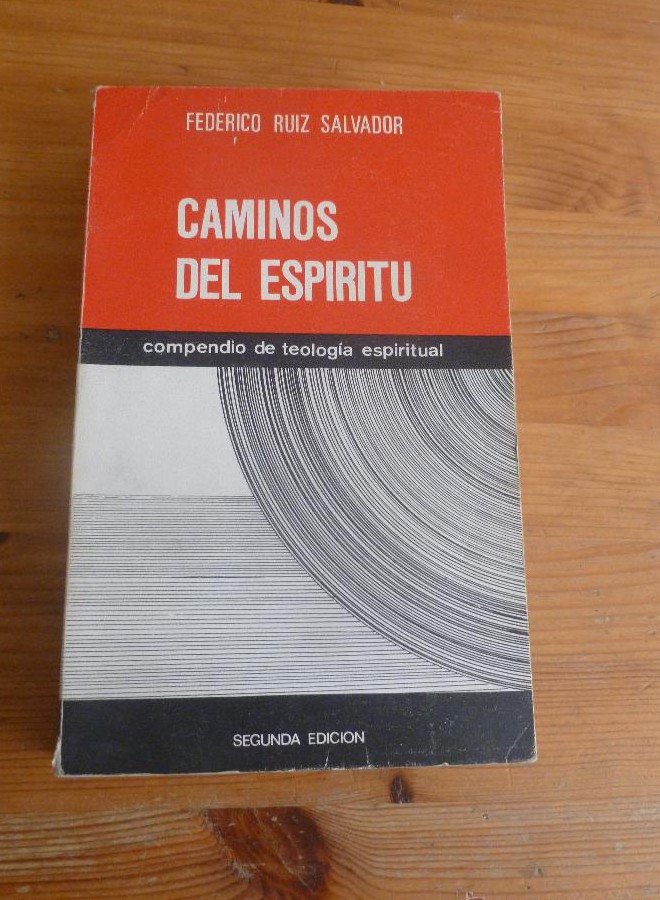 FEDERICO RUIZ SALVADOR
CAMINOS
DEL ESPIRITU
compendio de teología espiritual
SEGUNDA EDICION